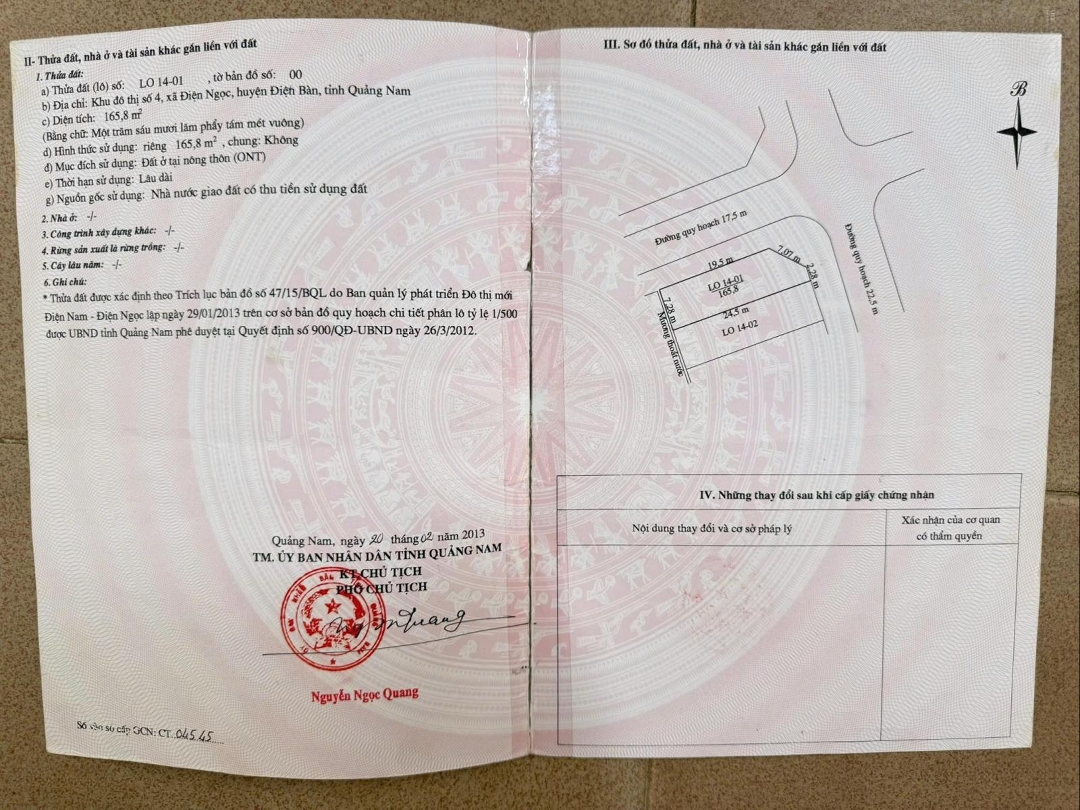 II- Thửa đất, nhà ở và tài sản khác gắn liền với đất
1. Thửa đất:
a) Thửa đất (lô) số: LO 14-01 , tờ bản đồ số: 00
b) Địa chỉ: Khu đô thị số 4, xã Điện Ngọc, huyện Điện Bàn, tỉnh Quảng Nam
c) Diện tích: 165,8 m²
(Bằng chữ: Một trăm sáu mươi lăm phẩy tám mét vuông)
d) Hình thức sử dụng: riêng 165,8 m², chung: Không
đ) Mục đích sử dụng: Đất ở tại nông thôn (ONT)
e) Thời hạn sử dụng: Lâu dài
g) Nguồn gốc sử dụng: Nhà nước giao đất có thu tiền sử dụng đất
2. Nhà ở: -/-
3. Công trình xây dựng khác: -/-
4. Rừng sản xuất là rừng trồng: -/-
5. Cây lâu năm: -/-
6. Ghi chú:
* Thửa đất được xác định theo Trích lục bản đồ số 47/15/BQL do Ban quản lý phát triển Đô thị mới
Điện Nam - Điện Ngọc lập ngày 29/01/2013 trên cơ sở bản đồ quy hoạch chi tiết phân lô tỷ lệ 1/500
được UBND tỉnh Quảng Nam phê duyệt tại Quyết định số 900/QĐ-UBND ngày 26/3/2012.
Quảng Nam, ngày 20 tháng 02 năm 2013
TM. ỦY BAN NHÂN DÂN TỈNH QUẢNG NAM
KT.CHỦ TỊCH
PHÓ CHỦ TỊCH
Nguyễn Ngọc Quang
Số vào sổ cấp GCN: CT. 04545
III. Sơ đồ thửa đất, nhà ở và tài sản khác gắn liền với đất
B
Đường quy hoạch 17.5 m
Đường quy hoạch 22.5 m
19.5 m
7.07 m
2.28 m
LO 14-01
165.8
7.28 m
24.5 m
LO 14-02
Mương thoát nước
IV. Những thay đổi sau khi cấp giấy chứng nhận
Nội dung thay đổi và cơ sở pháp lý
Xác nhận của cơ quan
có thẩm quyền